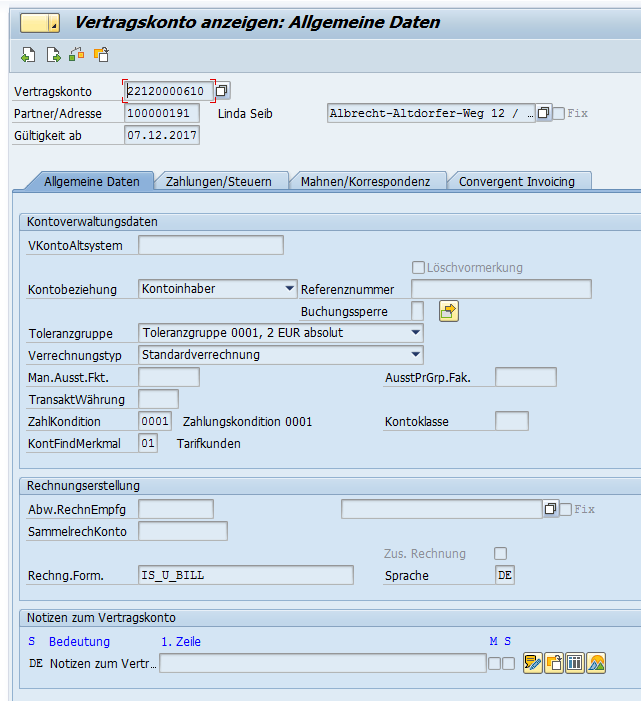 Vertragskonto anzeigen: Allgemeine Daten
Vertragskonto 22120000610
Partner/Adresse 100000191 Linda Seib Albrecht-Altdorfer-Weg 12 / ... Fix
Gültigkeit ab 07.12.2017
Allgemeine Daten Zahlungen/Steuern Mahnen/Korrespondenz Convergent Invoicing
Kontoverwaltungsdaten
VKontoAltsystem
Löschvormerkung
Kontobeziehung Kontoinhaber Referenznummer
Buchungssperre
Toleranzgruppe Toleranzgruppe 0001, 2 EUR absolut
Verrechnungstyp Standardverrechnung
Man.Ausst.Fkt. AusstPrGrp.Fak.
TransaktWährung
ZahlKondition 0001 Zahlungskondition 0001 Kontoklasse
KontFindMerkmal 01 Tarifkunden
Rechnungserstellung
Abw.RechnEmpfg Fix
SammelrechKonto
Zus. Rechnung
Rechng.Form. IS_U_BILL Sprache DE
Notizen zum Vertragskonto
S Bedeutung 1. Zeile M S
DE Notizen zum Vertr...